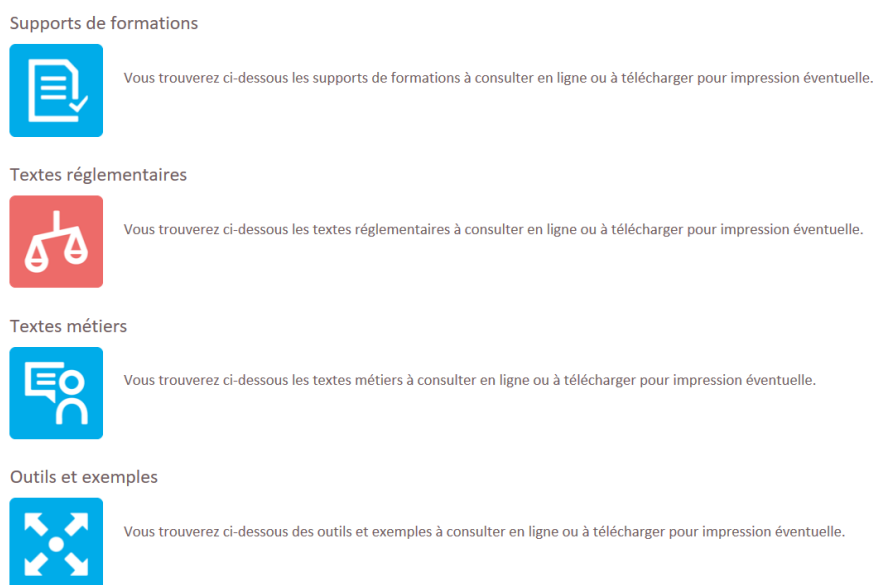 Supports de formations
Vous trouverez ci-dessous les supports de formations à consulter en ligne ou à télécharger pour impression éventuelle.
Textes réglementaires
Vous trouverez ci-dessous les textes réglementaires à consulter en ligne ou à télécharger pour impression éventuelle.
Textes métiers
Vous trouverez ci-dessous les textes métiers à consulter en ligne ou à télécharger pour impression éventuelle.
Outils et exemples
Vous trouverez ci-dessous des outils et exemples à consulter en ligne ou à télécharger pour impression éventuelle.